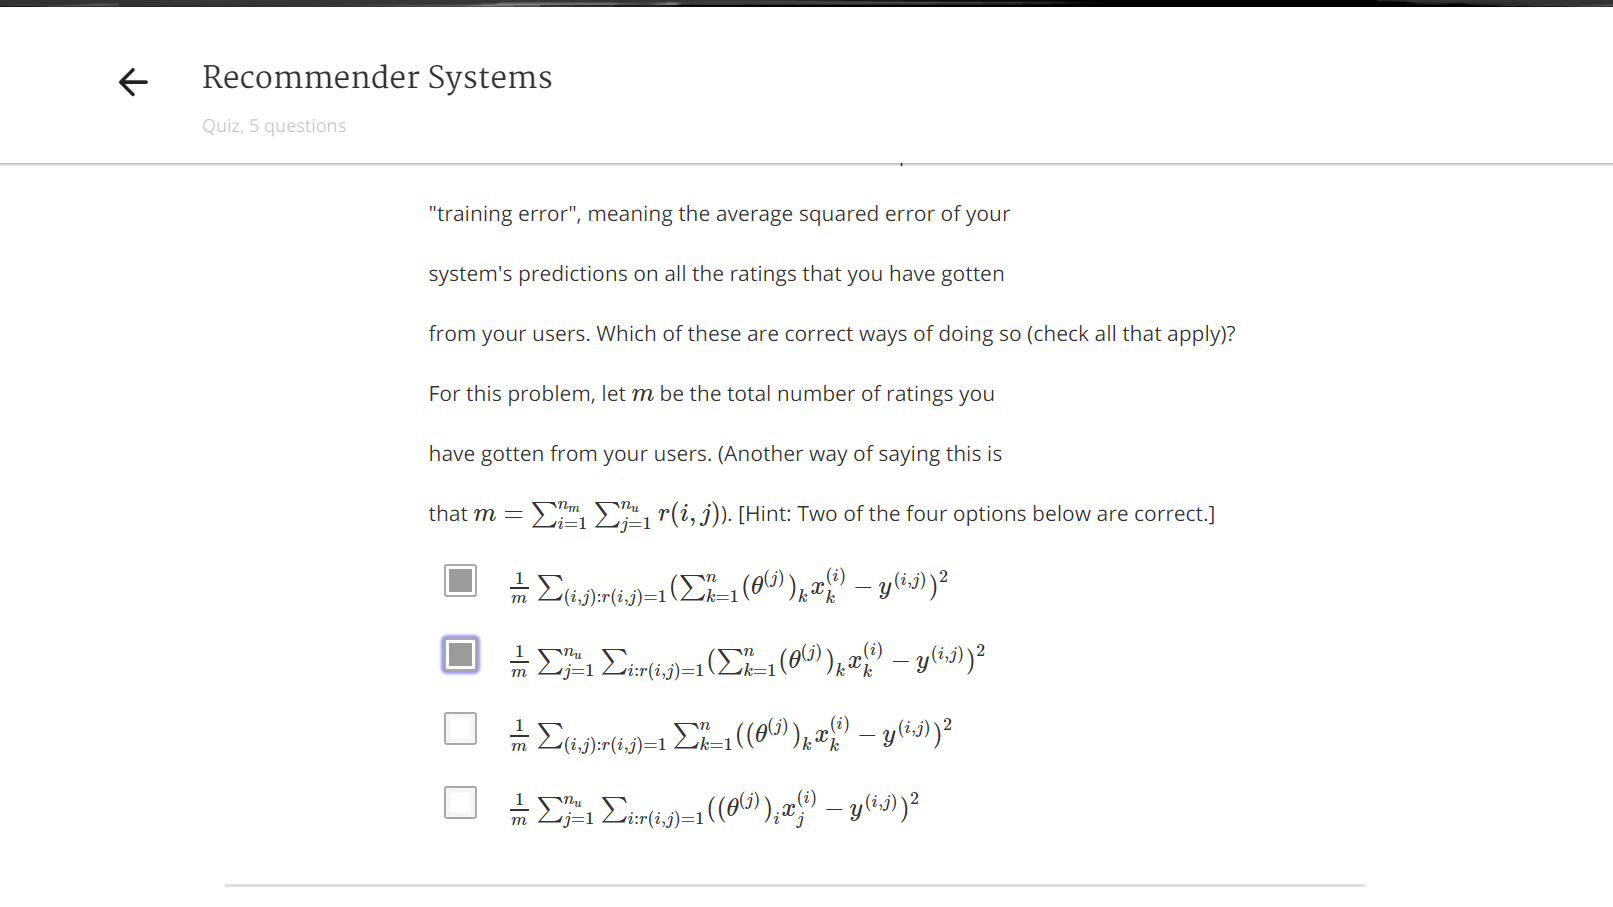 Recommender Systems
Quiz, 5 questions
"training error", meaning the average squared error of your
system's predictions on all the ratings that you have gotten
from your users. Which of these are correct ways of doing so (check all that apply)?
For this problem, let m be the total number of ratings you
have gotten from your users. (Another way of saying this is
that $m = \sum_{i=1}^{n_m} \sum_{j=1}^{n_u} r(i,j)$). [Hint: Two of the four options below are correct.]
$\frac{1}{m} \sum_{(i,j):r(i,j)=1} (\sum_{k=1}^{n} (\theta^{(j)})_k x_k^{(i)} - y^{(i,j)})^2$
$\frac{1}{m} \sum_{j=1}^{n_u} \sum_{i:r(i,j)=1} (\sum_{k=1}^{n} (\theta^{(j)})_k x_k^{(i)} - y^{(i,j)})^2$
$\frac{1}{m} \sum_{(i,j):r(i,j)=1} \sum_{k=1}^{n} ((\theta^{(j)})_k x_k^{(i)} - y^{(i,j)})^2$
$\frac{1}{m} \sum_{j=1}^{n_u} \sum_{i:r(i,j)=1} ((\theta^{(j)})_i x_j^{(i)} - y^{(i,j)})^2$